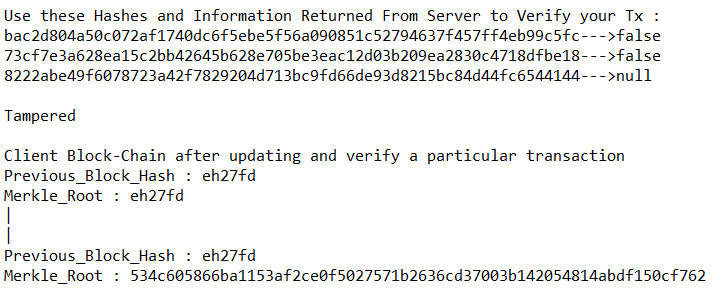 Use these Hashes and Information Returned From Server to Verify your Tx :
bac2d804a50c072af1740dc6f5ebe5f56a090851c52794637f457ff4eb99c5fc--->false
73cf7e3a628ea15c2bb42645b628e705be3eac12d03b209ea2830c4718dfbe18--->false
8222abe49f6078723a42f7829204d713bc9fd66de93d8215bc84d44fc6544144--->null
Tampered
Client Block-Chain after updating and verify a particular transaction
Previous_Block_Hash : eh27fd
Merkle_Root : eh27fd
|
|
Previous_Block_Hash : eh27fd
Merkle_Root : 534c605866ba1153af2ce0f5027571b2636cd37003b142054814abdf150cf762